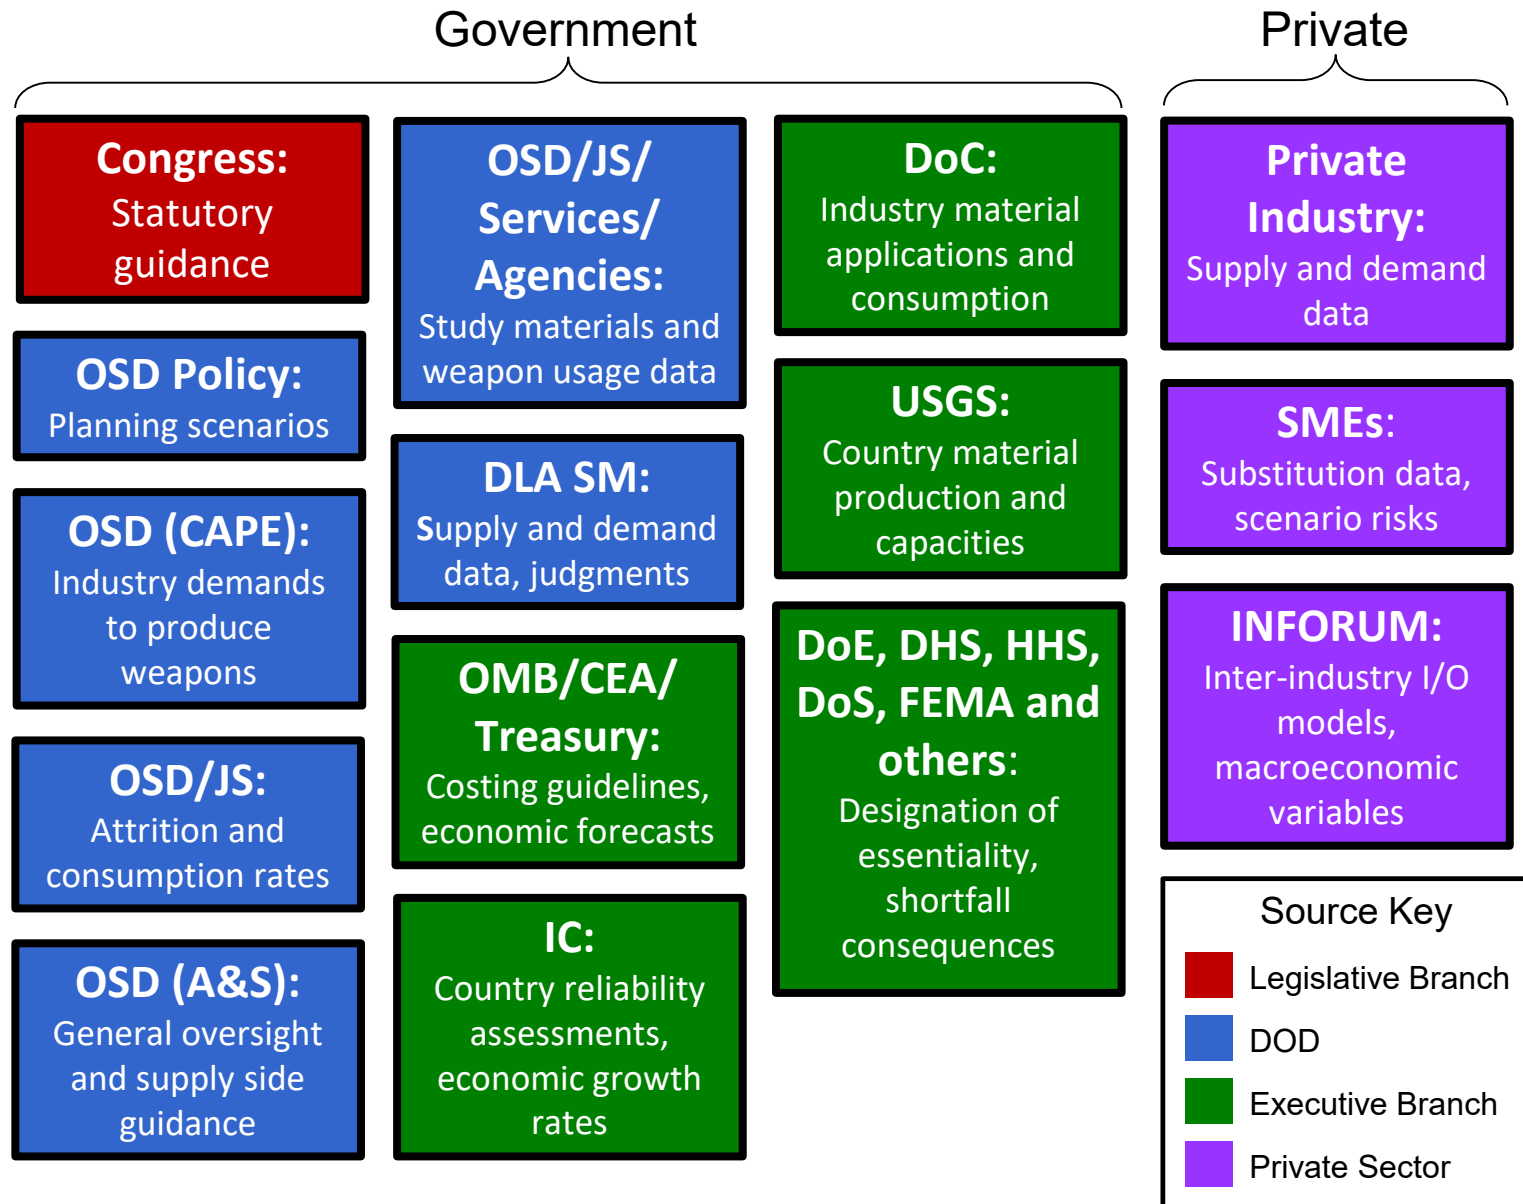 Government
Private
Congress:
Statutory
guidance
OSD Policy:
Planning scenarios
OSD (CAPE):
Industry demands
to produce
weapons
OSD/JS:
Attrition and
consumption rates
OSD (A&S):
General oversight
and supply side
guidance
OSD/JS/
Services/
Agencies:
Study materials and
weapon usage data
DLA SM:
Supply and demand
data, judgments
OMB/CEA/
Treasury:
Costing guidelines,
economic forecasts
IC:
Country reliability
assessments,
economic growth
rates
DoC:
Industry material
applications and
consumption
USGS:
Country material
production and
capacities
DoE, DHS, HHS,
DoS, FEMA and
others:
Designation of
essentiality,
shortfall
consequences
Private
Industry:
Supply and demand
data
SMEs:
Substitution data,
scenario risks
INFORUM:
Inter-industry I/O
models,
macroeconomic
variables
Source Key
Legislative Branch
DOD
Executive Branch
Private Sector